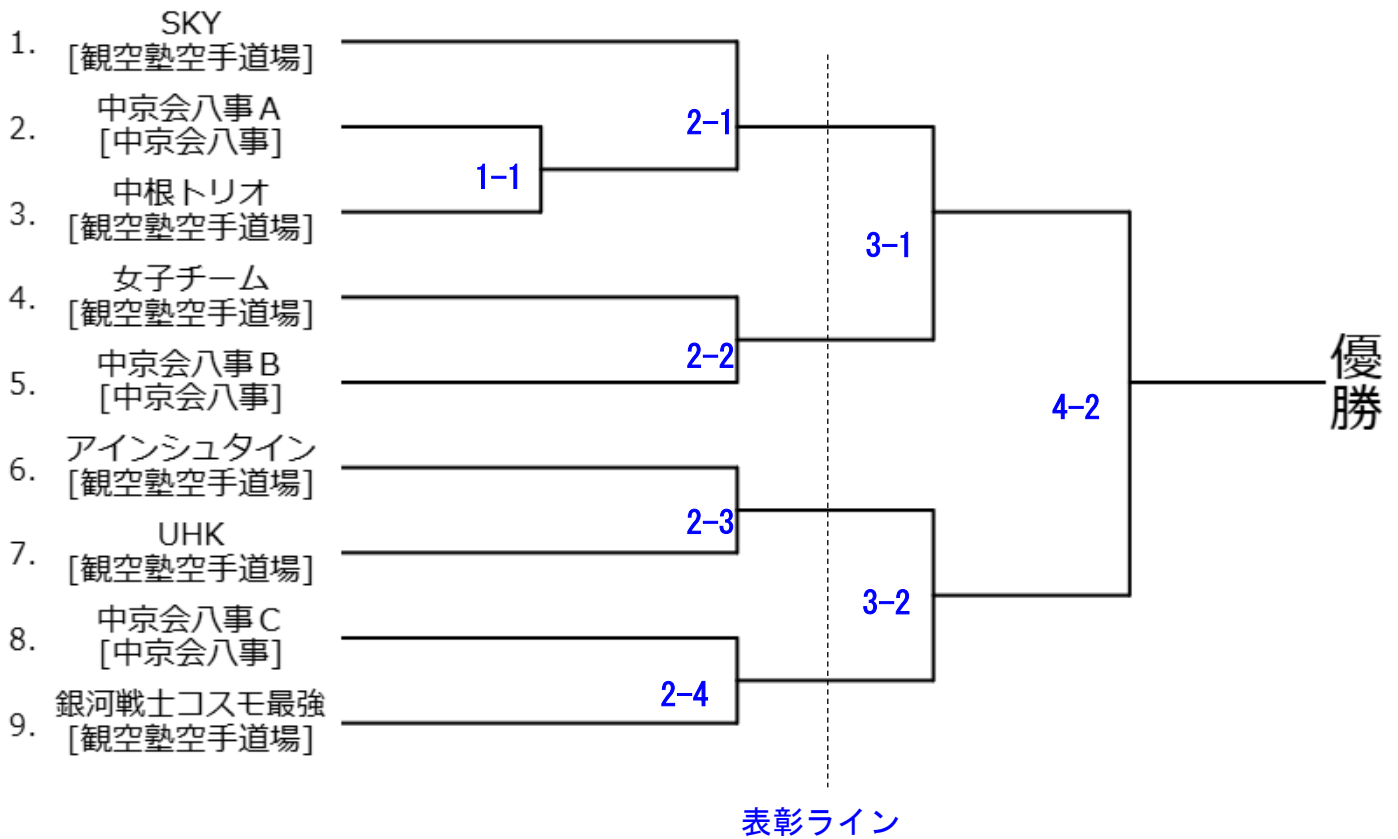 1.
SKY
[観空塾空手道場]
2.
中京会八事A
[中京会八事]
3.
中根トリオ
[観空塾空手道場]
4.
女子チーム
[観空塾空手道場]
5.
中京会八事B
[中京会八事]
6.
アインシュタイン
[観空塾空手道場]
7.
UHK
[観空塾空手道場]
8.
中京会八事C
[中京会八事]
9.
銀河戦士コスモ最強
[観空塾空手道場]
1-1
2-1
2-2
2-3
2-4
3-1
3-2
4-2
優勝
表彰ライン